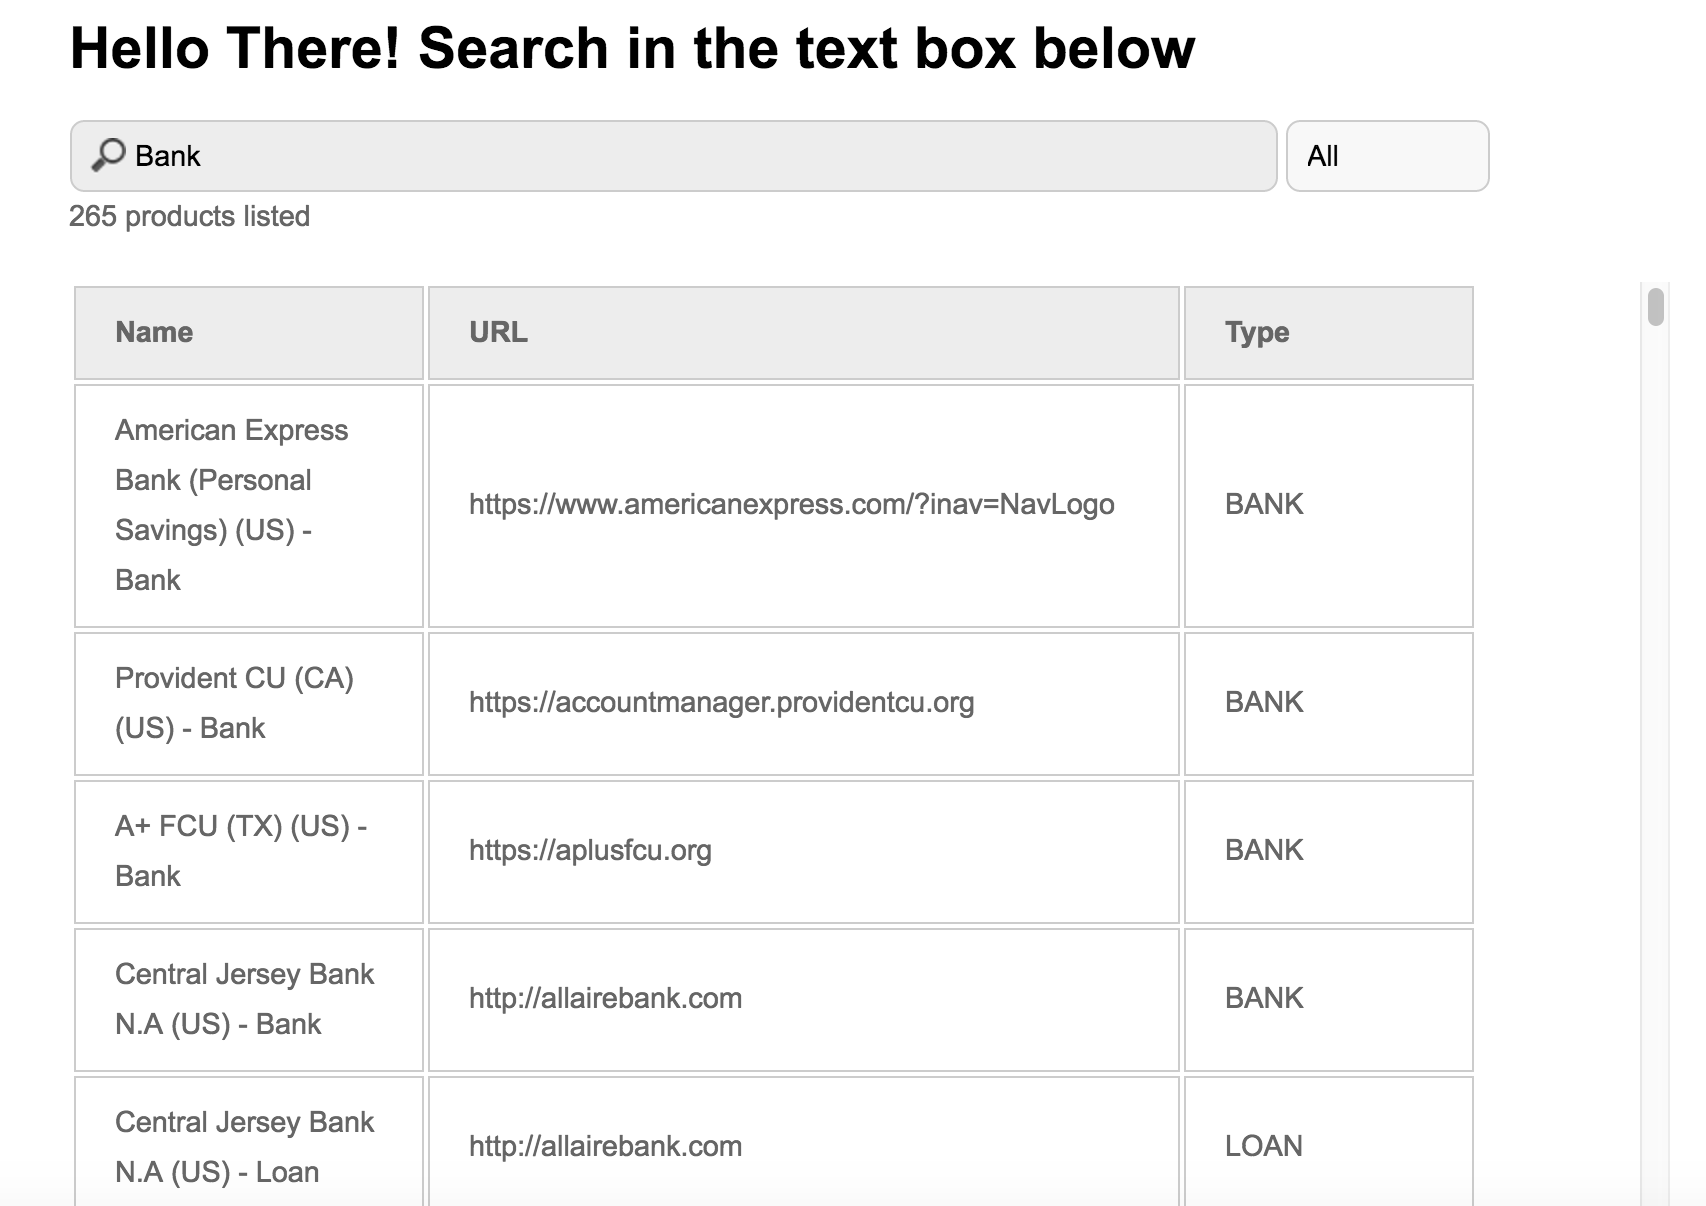 Hello There! Search in the text box below
Bank
All
265 products listed
Name
URL
Type
American Express
Bank (Personal
Savings) (US) -
Bank
https://www.americanexpress.com/?inav=NavLogo
BANK
Provident CU (CA)
(US) - Bank
https://accountmanager.providentcu.org
BANK
A+ FCU (TX) (US) -
Bank
https://aplusfcu.org
BANK
Central Jersey Bank
N.A (US) - Bank
http://allairebank.com
BANK
Central Jersey Bank
N.A (US) - Loan
http://allairebank.com
LOAN